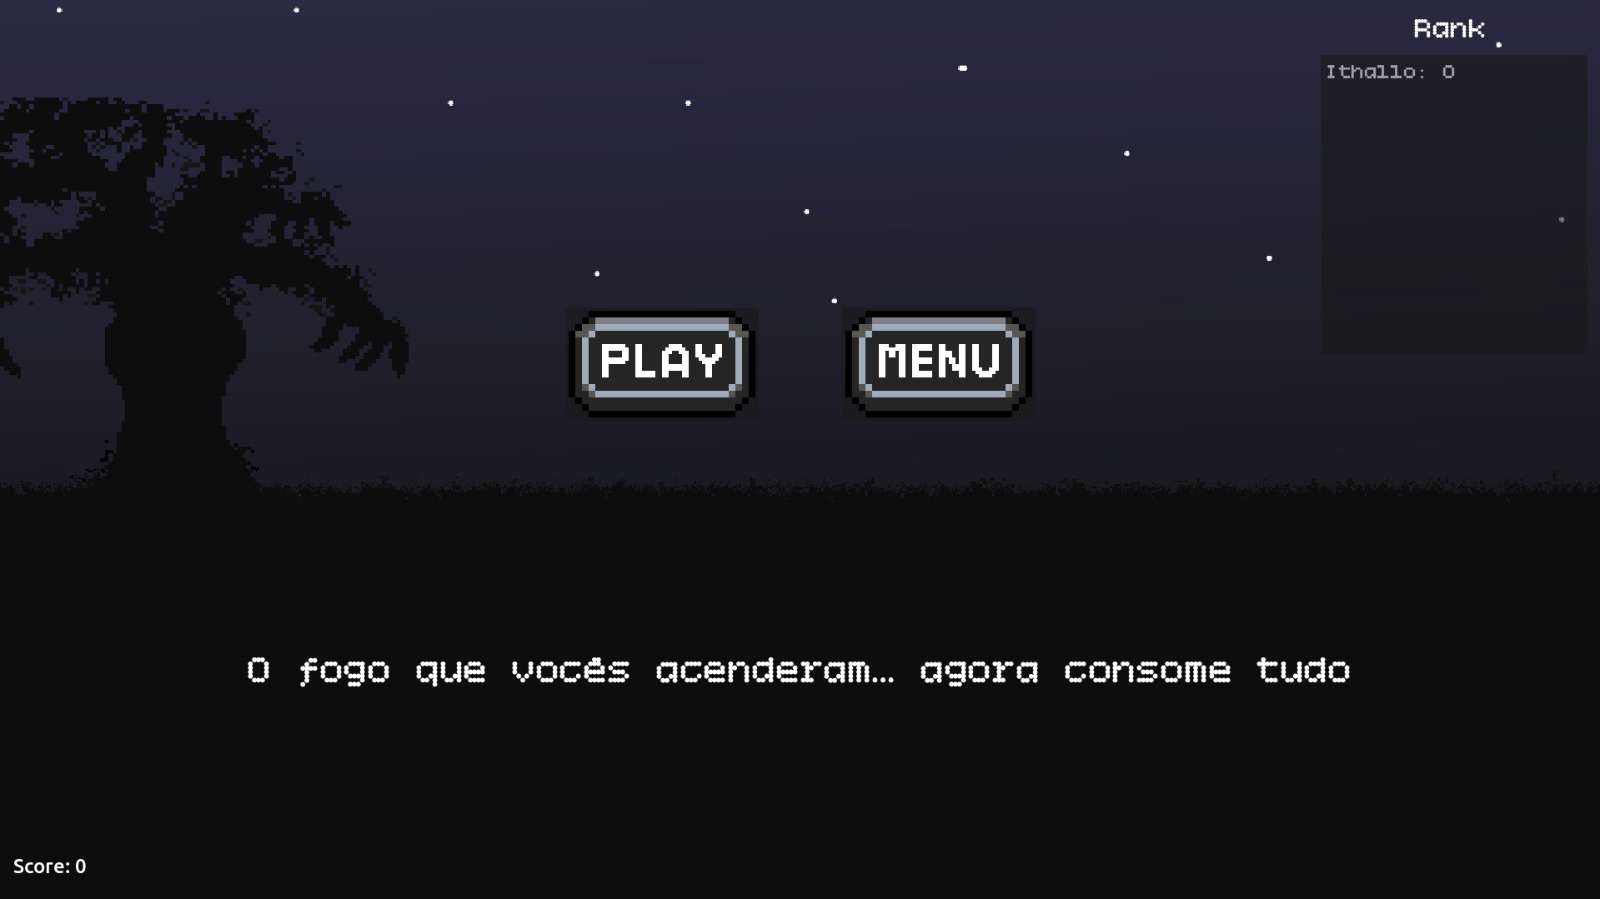 Rank
Ithallo: 0
PLAY
MENU
O fogo que vocês acenderam... agora consome tudo
Score: 0